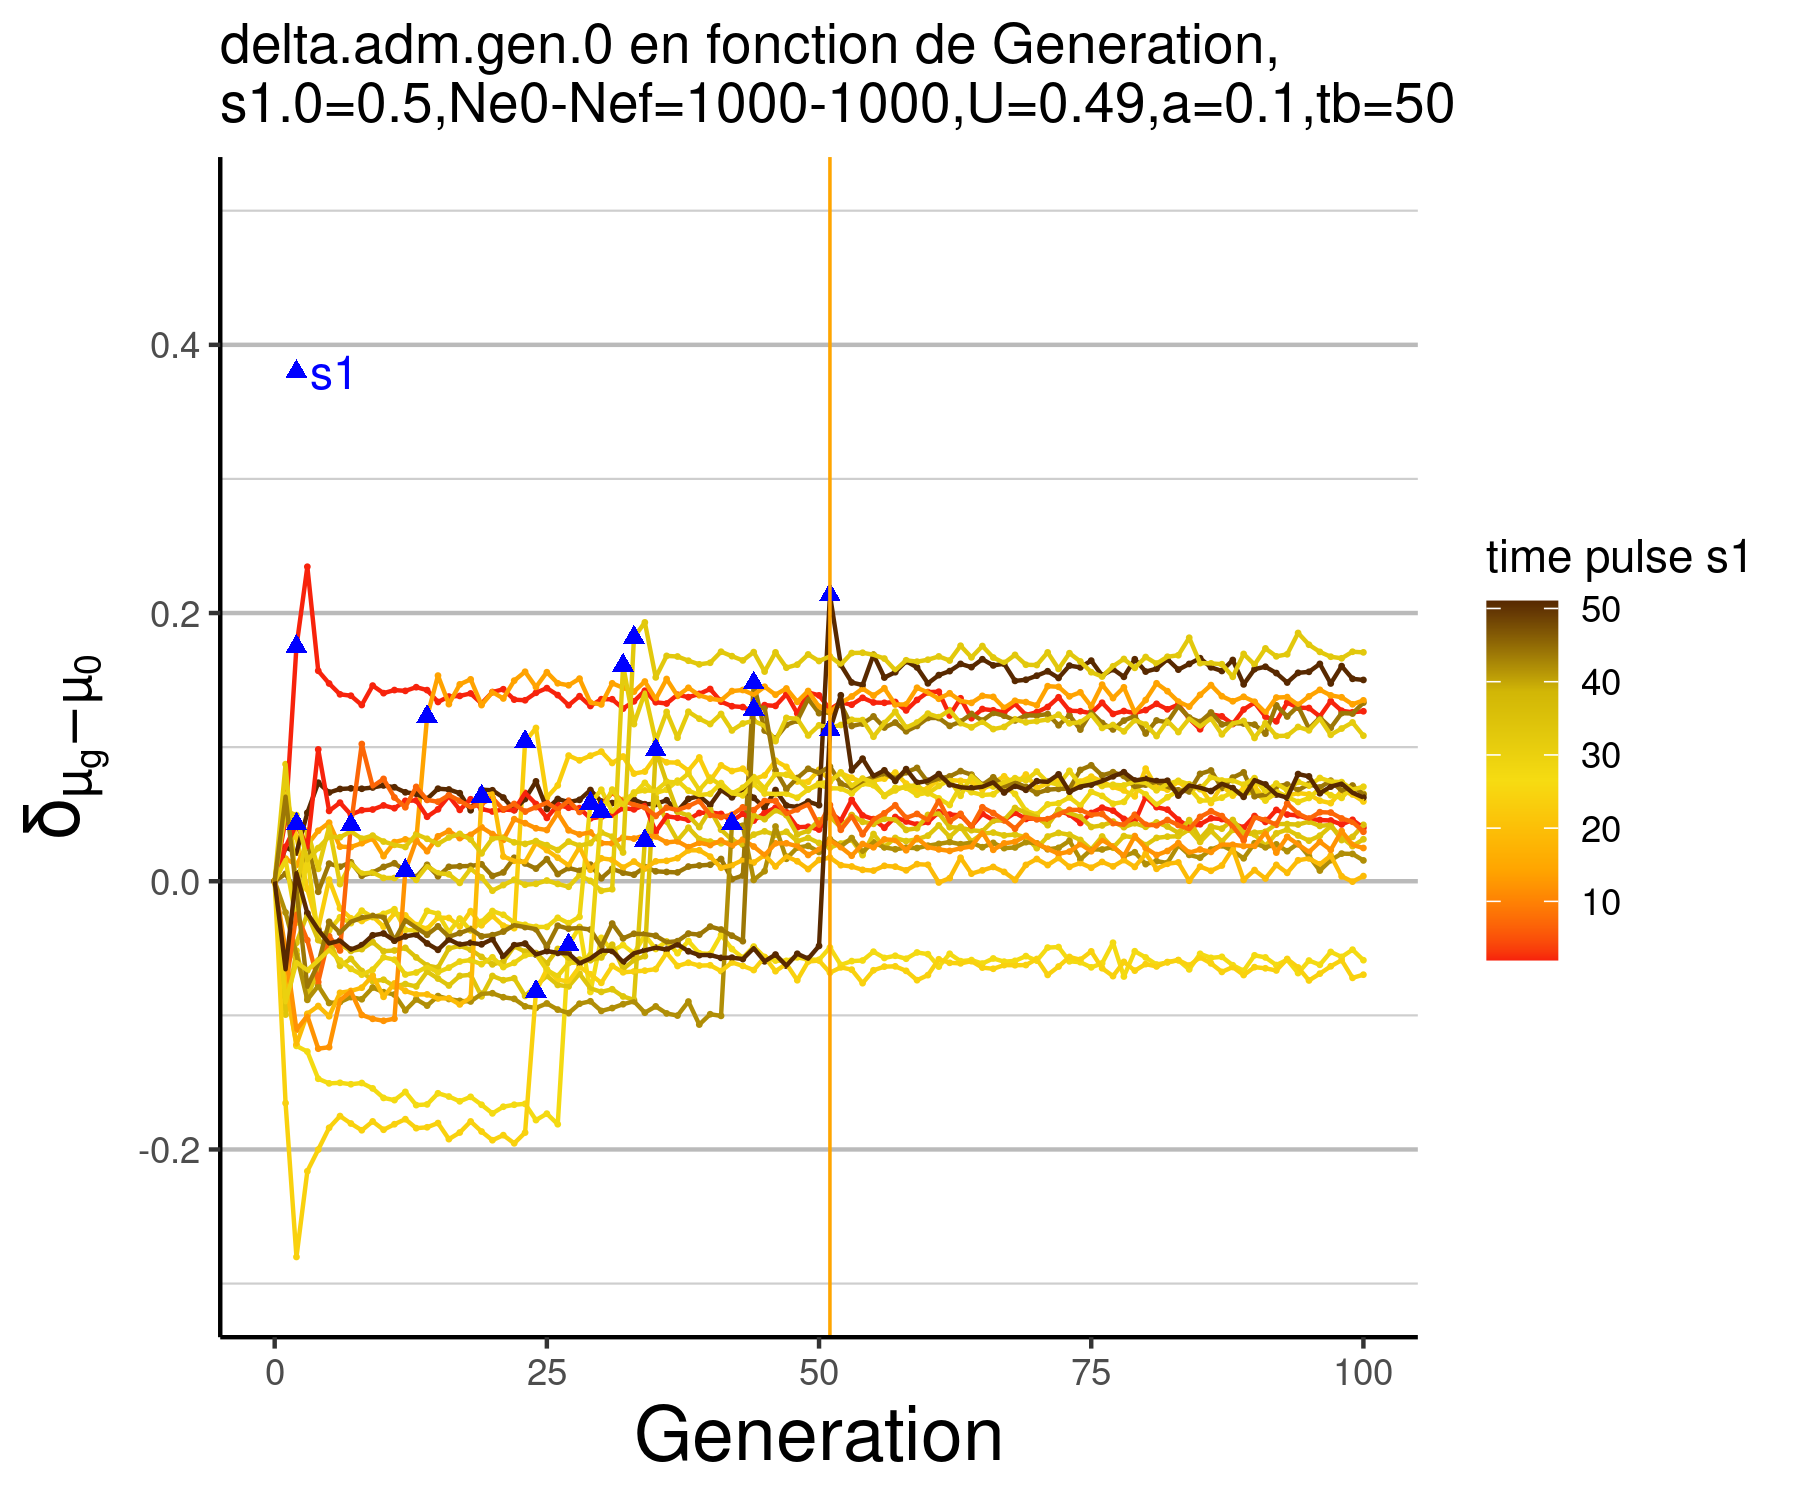 delta.adm.gen.0 en fonction de Generation,
s1.0=0.5,Ne0-Nef=1000-1000,U=0.49,a=0.1,tb=50
δμg−μ0
0.4
0.2
0.0
-0.2
s1
0 25 50 75 100
Generation
time pulse s1
50
40
30
20
10